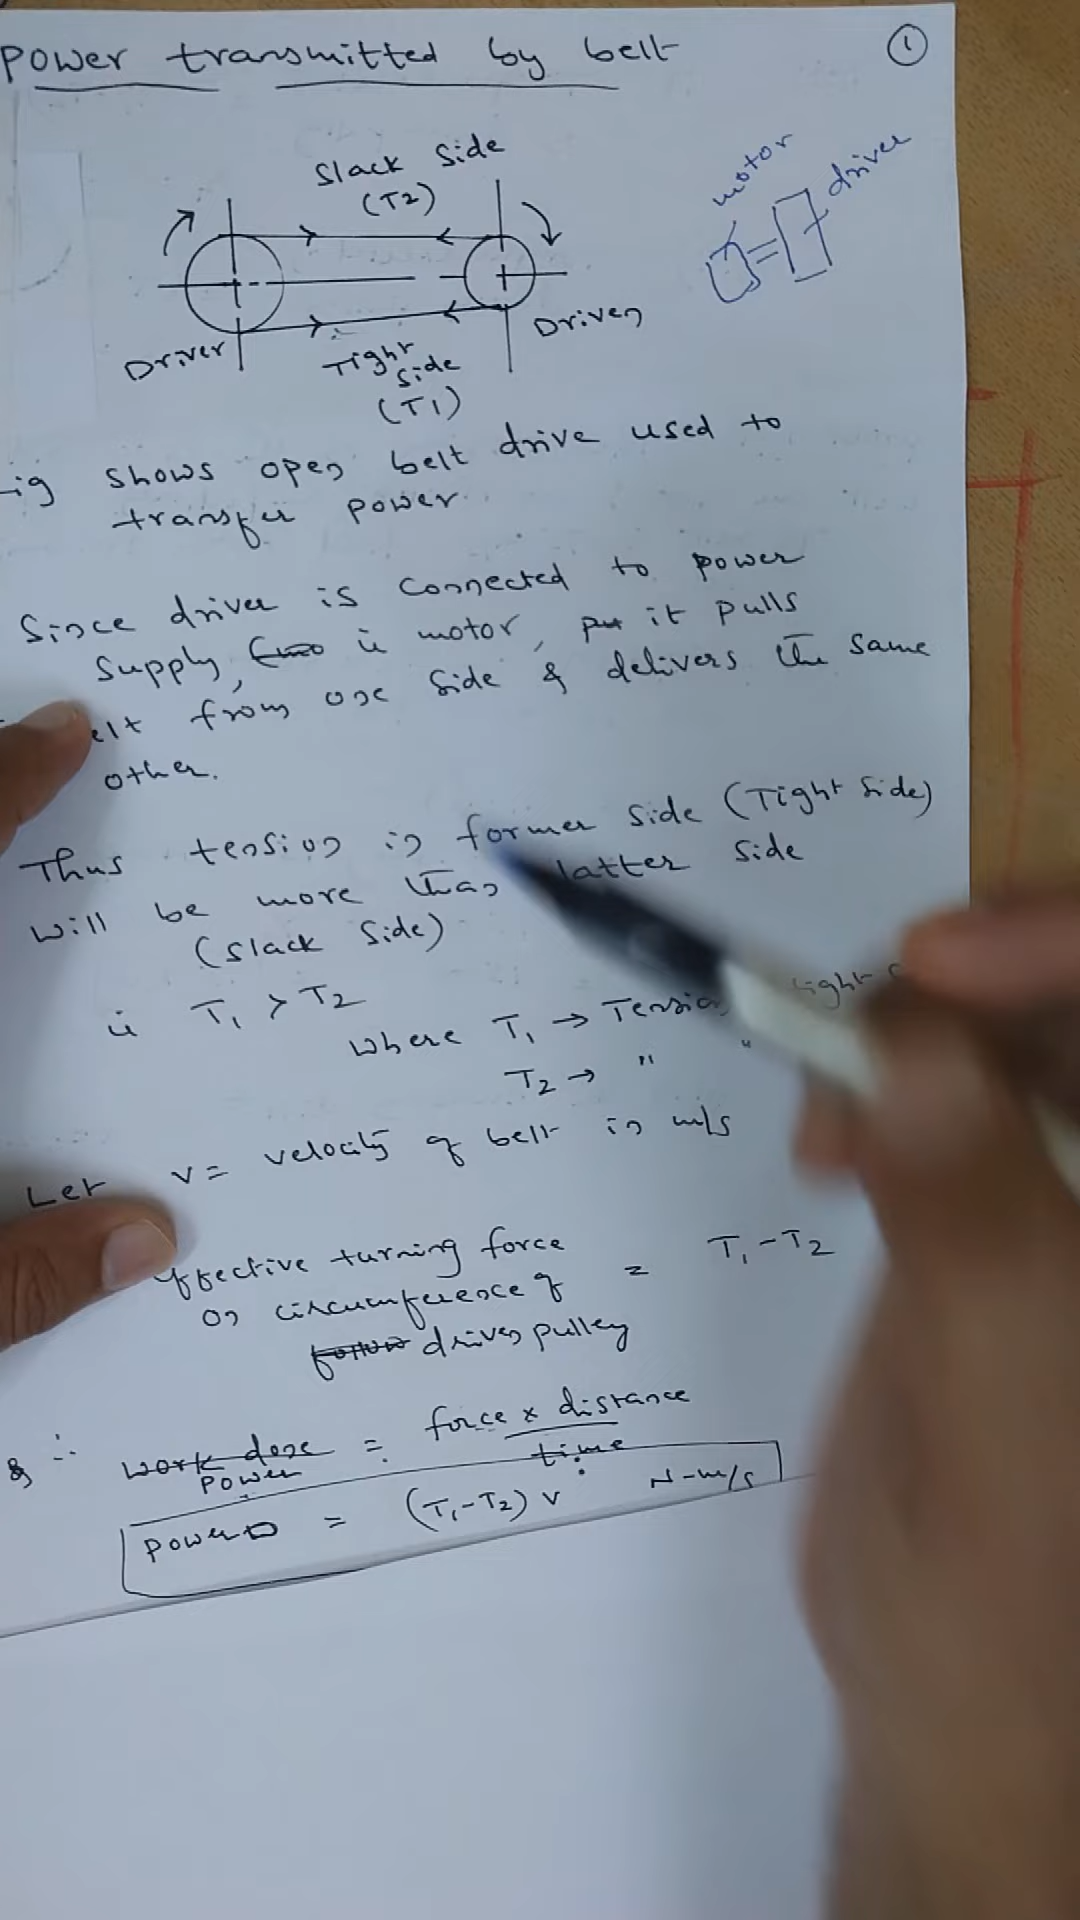 Power transmitted by belt
1
Slack Side
(T2)
motor
driver
Driver
Driven
Tight
side
(T1)
ig shows open belt drive used to
transfer power
Since driver is connected to power
supply, ie motor, it pulls
elt from one side & delivers the same
other.
Thus tension in former side (Tight side)
will be more than latter side
(slack side)
ie T1 > T2
where T1 → Tension tight
T2 → " "
Let v = velocity of belt in m/s
ffective turning force
on circumference of = T1 - T2
driven pulley
& ∴ work done = force x distance
Power time
Power = (T1 - T2) v N-m/s